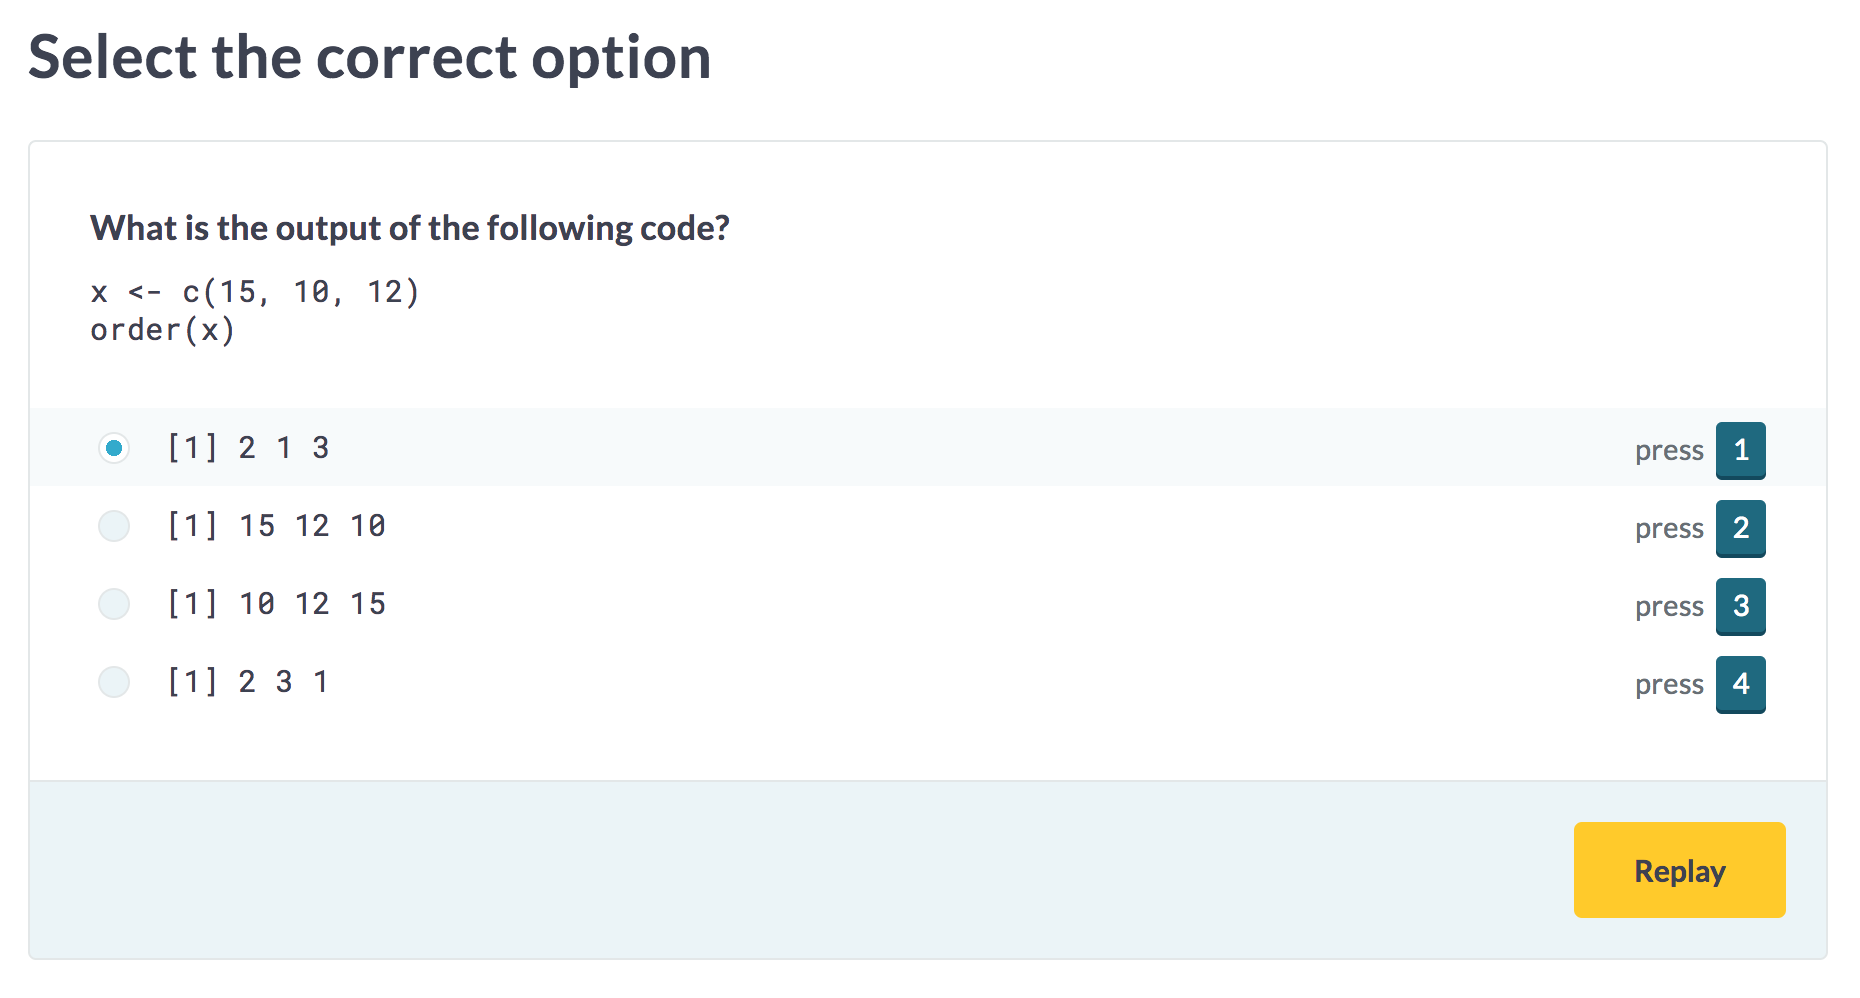 Select the correct option
What is the output of the following code?
x <- c(15, 10, 12)
order(x)
[1] 2 1 3 press 1
[1] 15 12 10 press 2
[1] 10 12 15 press 3
[1] 2 3 1 press 4
Replay